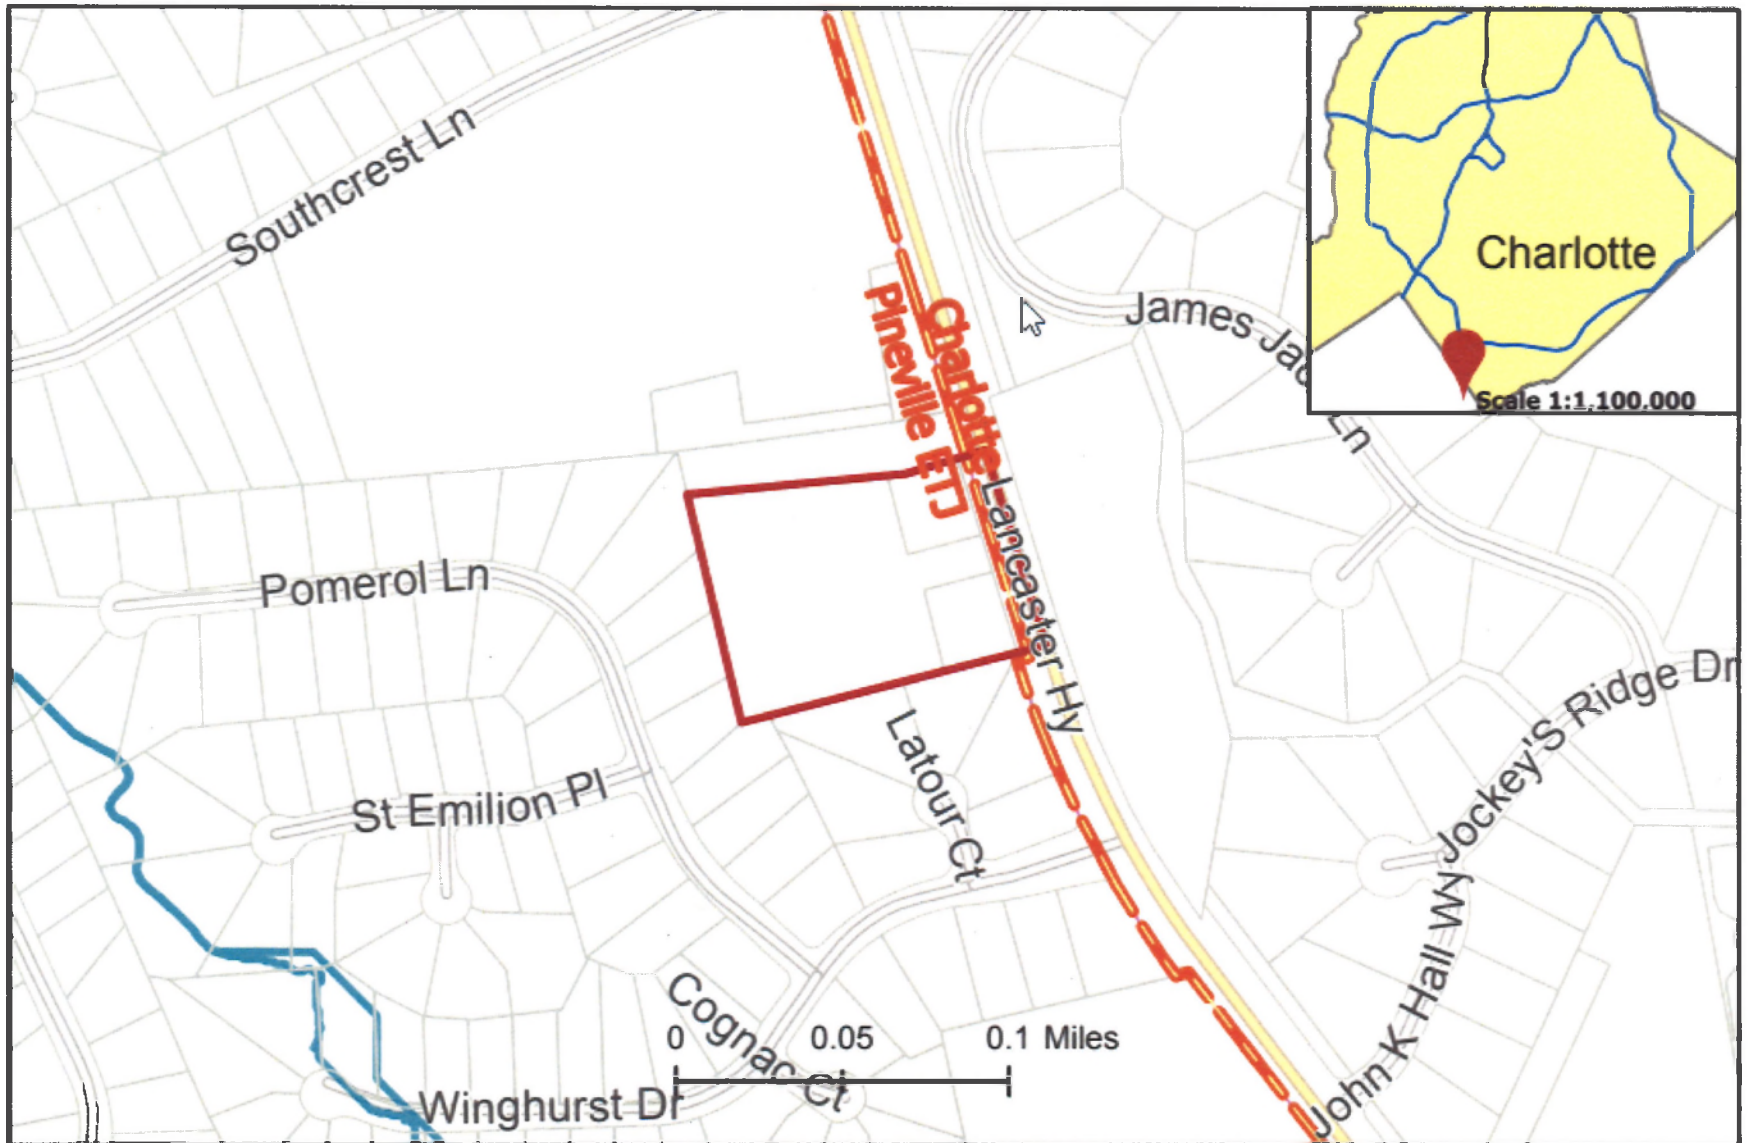 Southcrest Ln
Charlotte
Pineville ETJ
James Ja
Ln
Charlotte
Scale 1:1,100,000
Lancaster Hy
Pomerol Ln
Jockey'S Ridge Dr
Latour Ct
St Emilion Pl
John K Hall Wy
Cognac Ct
0 0.05 0.1 Miles
Winghurst Dr